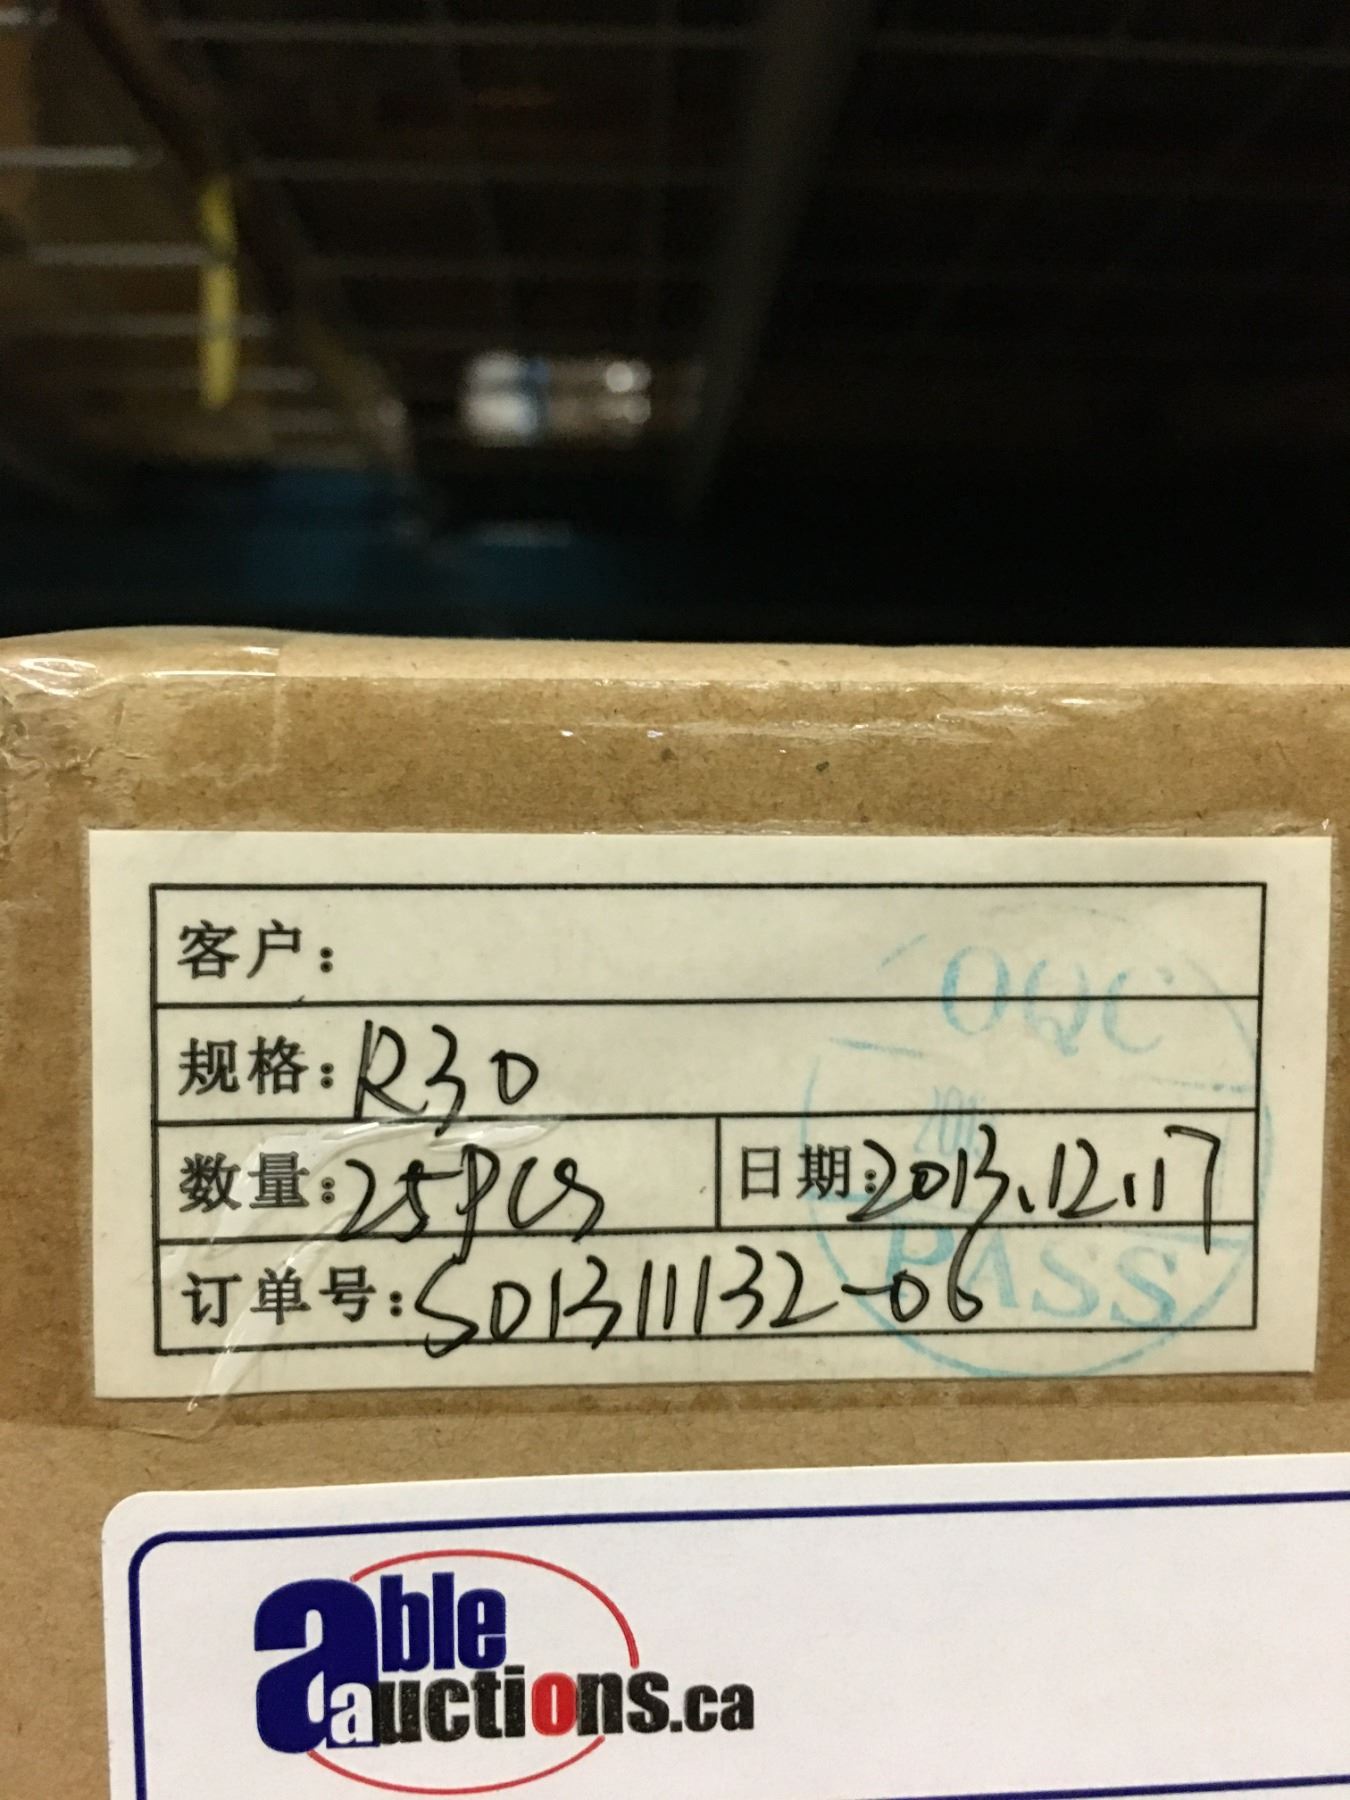 客户：
规格：R30
数量：25PCS 日期：2013.12.17
订单号：S01311132-06
OQC
PASS
able
auctions.ca